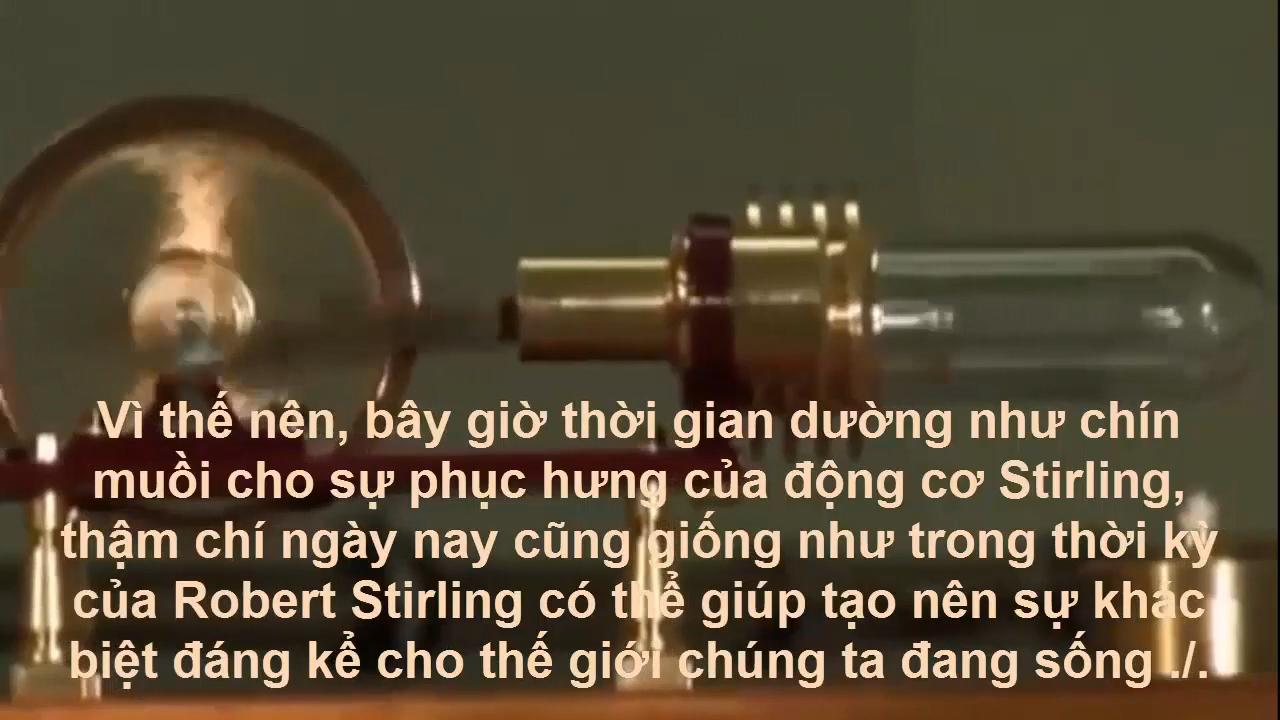 Vì thế nên, bây giờ thời gian dường như chín
muồi cho sự phục hưng của động cơ Stirling,
thậm chí ngày nay cũng giống như trong thời kỳ
của Robert Stirling có thể giúp tạo nên sự khác
biệt đáng kể cho thế giới chúng ta đang sống ./.